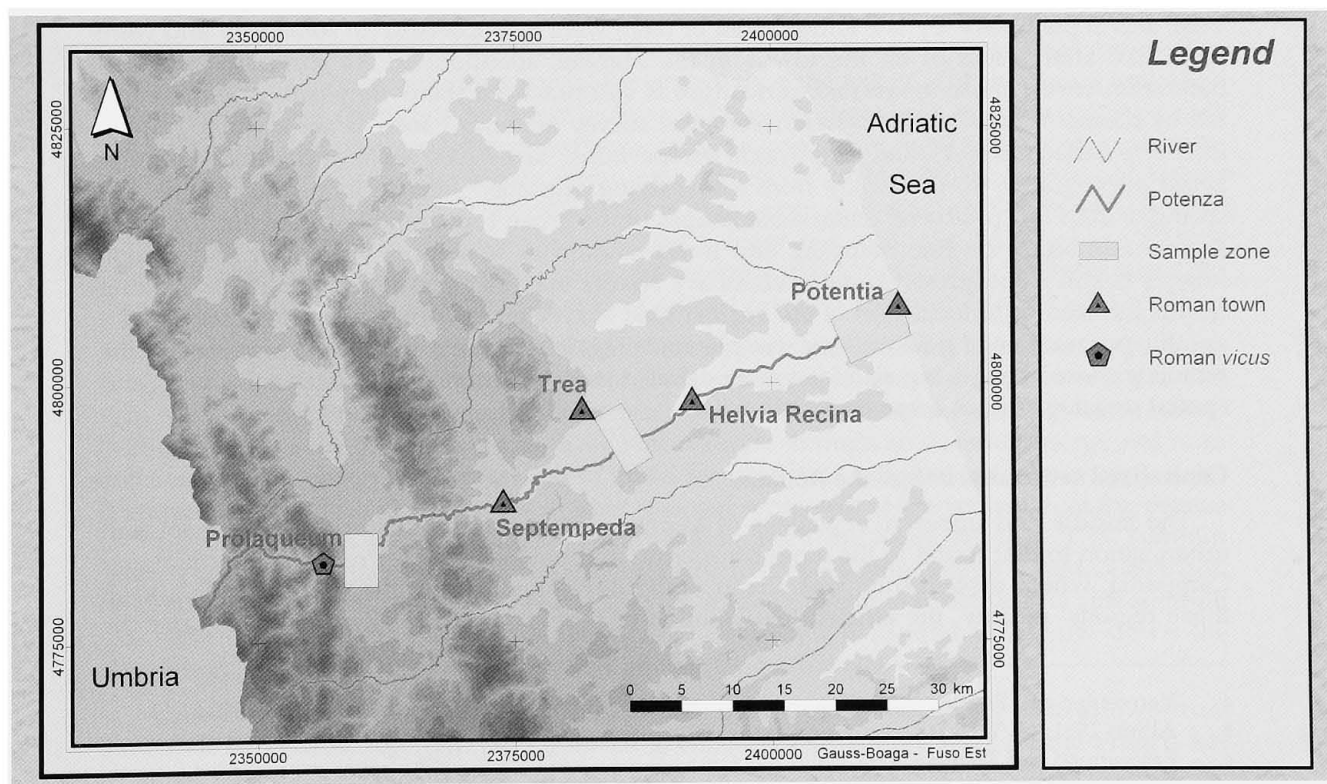 2350000
2375000
2400000
4825000
4825000
N
Adriatic
Sea
Potentia
4800000
4800000
Trea
Helvia Recina
Septempeda
Prolaqueum
4775000
4775000
Umbria
0 5 10 15 20 25 30 km
2350000
2375000
2400000
Gauss-Boaga - Fuso Est
Legend
River
Potenza
Sample zone
Roman town
Roman vicus